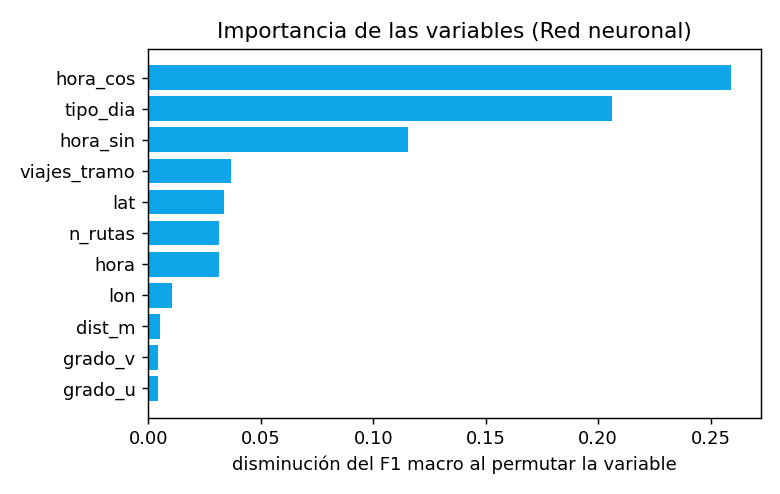 Importancia de las variables (Red neuronal)
hora_cos
tipo_dia
hora_sin
viajes_tramo
lat
n_rutas
hora
lon
dist_m
grado_v
grado_u
0.00 0.05 0.10 0.15 0.20 0.25
disminución del F1 macro al permutar la variable